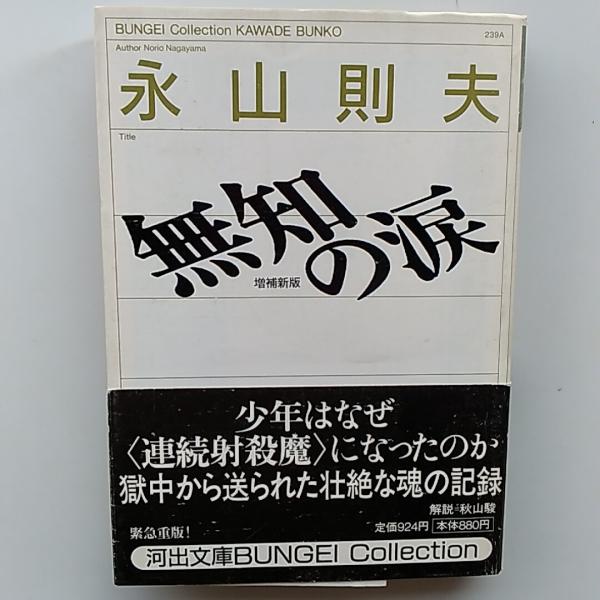 BUNGEI Collection KAWADE BUNKO
239A
Author Norio Nagayama
永山則夫
Title
無知の涙
増補新版
少年はなぜ
〈連続射殺魔〉になったのか
獄中から送られた壮絶な魂の記録
解説=秋山駿
緊急重版!
定価924円 本体880円
河出文庫BUNGEI Collection